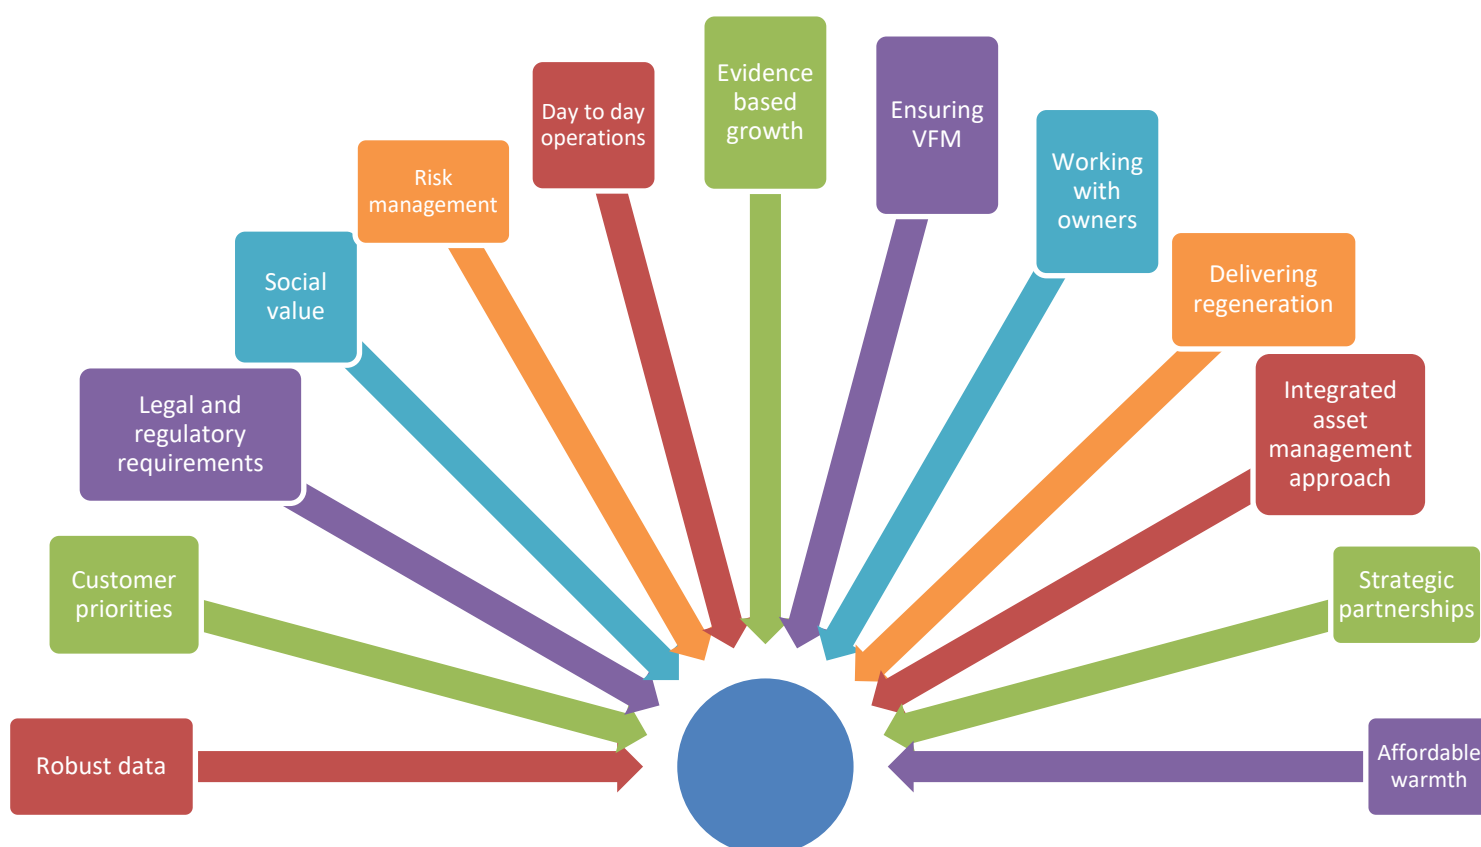 Evidence
based
growth
Ensuring
VFM
Day to day
operations
Working
with
owners
Risk
management
Delivering
regeneration
Social
value
Integrated
asset
management
approach
Legal and
regulatory
requirements
Customer
priorities
Strategic
partnerships
Robust data
Affordable
warmth